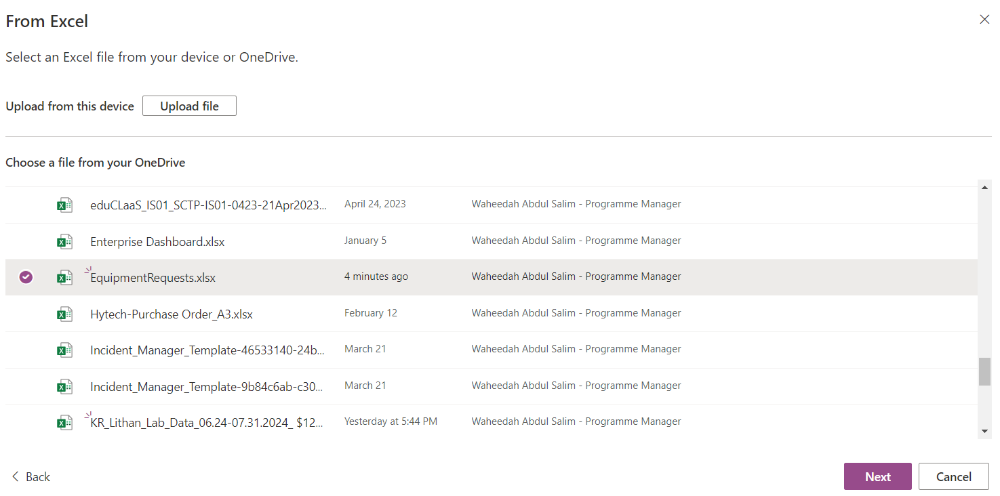 From Excel
Select an Excel file from your device or OneDrive.
Upload from this device Upload file
Choose a file from your OneDrive
eduCLaaS_IS01_SCTP-IS01-0423-21Apr2023... April 24, 2023 Waheedah Abdul Salim - Programme Manager
Enterprise Dashboard.xlsx January 5 Waheedah Abdul Salim - Programme Manager
EquipmentRequests.xlsx 4 minutes ago Waheedah Abdul Salim - Programme Manager
Hytech-Purchase Order_A3.xlsx February 12 Waheedah Abdul Salim - Programme Manager
Incident_Manager_Template-46533140-24b... March 21 Waheedah Abdul Salim - Programme Manager
Incident_Manager_Template-9b84c6ab-c30... March 21 Waheedah Abdul Salim - Programme Manager
KR_Lithan_Lab_Data_06.24-07.31.2024_ $12... Yesterday at 5:44 PM Waheedah Abdul Salim - Programme Manager
Back Next Cancel